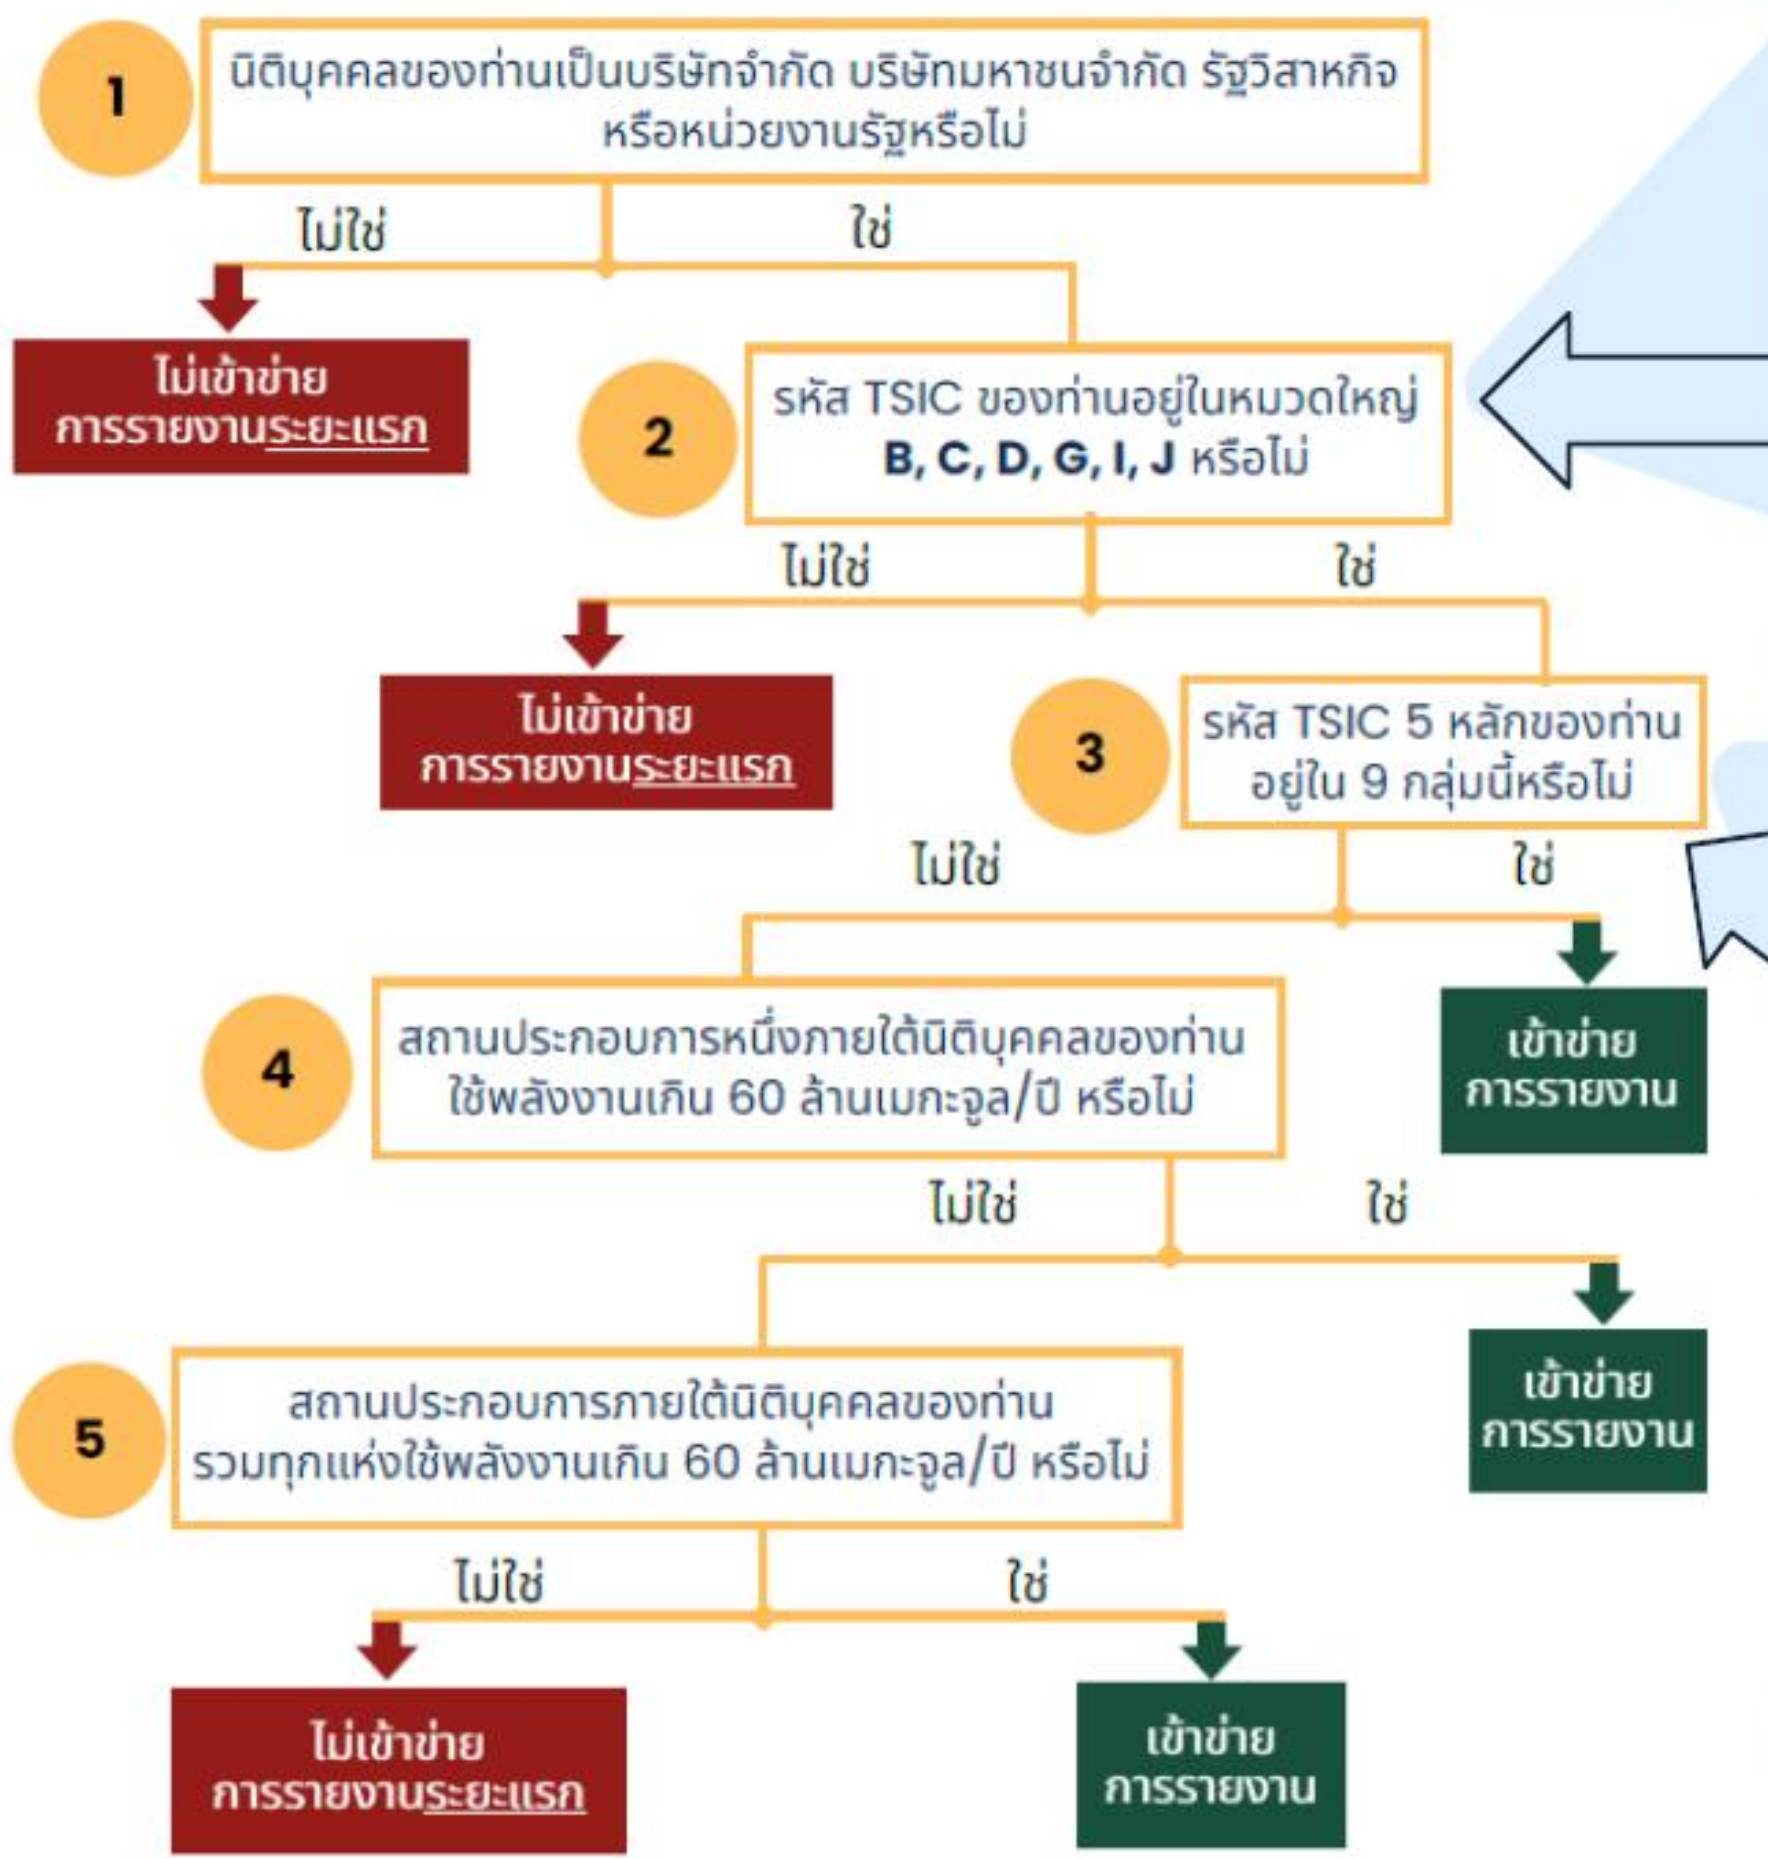 1
นิติบุคคลของท่านเป็นบริษัทจำกัด บริษัทมหาชนจำกัด รัฐวิสาหกิจ
หรือหน่วยงานรัฐหรือไม่
ไม่ใช่
ใช่
ไม่เข้าข่าย
การรายงานระยะแรก
2
รหัส TSIC ของท่านอยู่ในหมวดใหญ่
B, C, D, G, I, J หรือไม่
ไม่ใช่
ใช่
ไม่เข้าข่าย
การรายงานระยะแรก
3
รหัส TSIC 5 หลักของท่าน
อยู่ใน 9 กลุ่มนี้หรือไม่
ไม่ใช่
ใช่
เข้าข่าย
การรายงาน
4
สถานประกอบการหนึ่งภายใต้นิติบุคคลของท่าน
ใช้พลังงานเกิน 60 ล้านเมกะจูล/ปี หรือไม่
ไม่ใช่
ใช่
เข้าข่าย
การรายงาน
5
สถานประกอบการภายใต้นิติบุคคลของท่าน
รวมทุกแห่งใช้พลังงานเกิน 60 ล้านเมกะจูล/ปี หรือไม่
ไม่ใช่
ใช่
ไม่เข้าข่าย
การรายงานระยะแรก
เข้าข่าย
การรายงาน